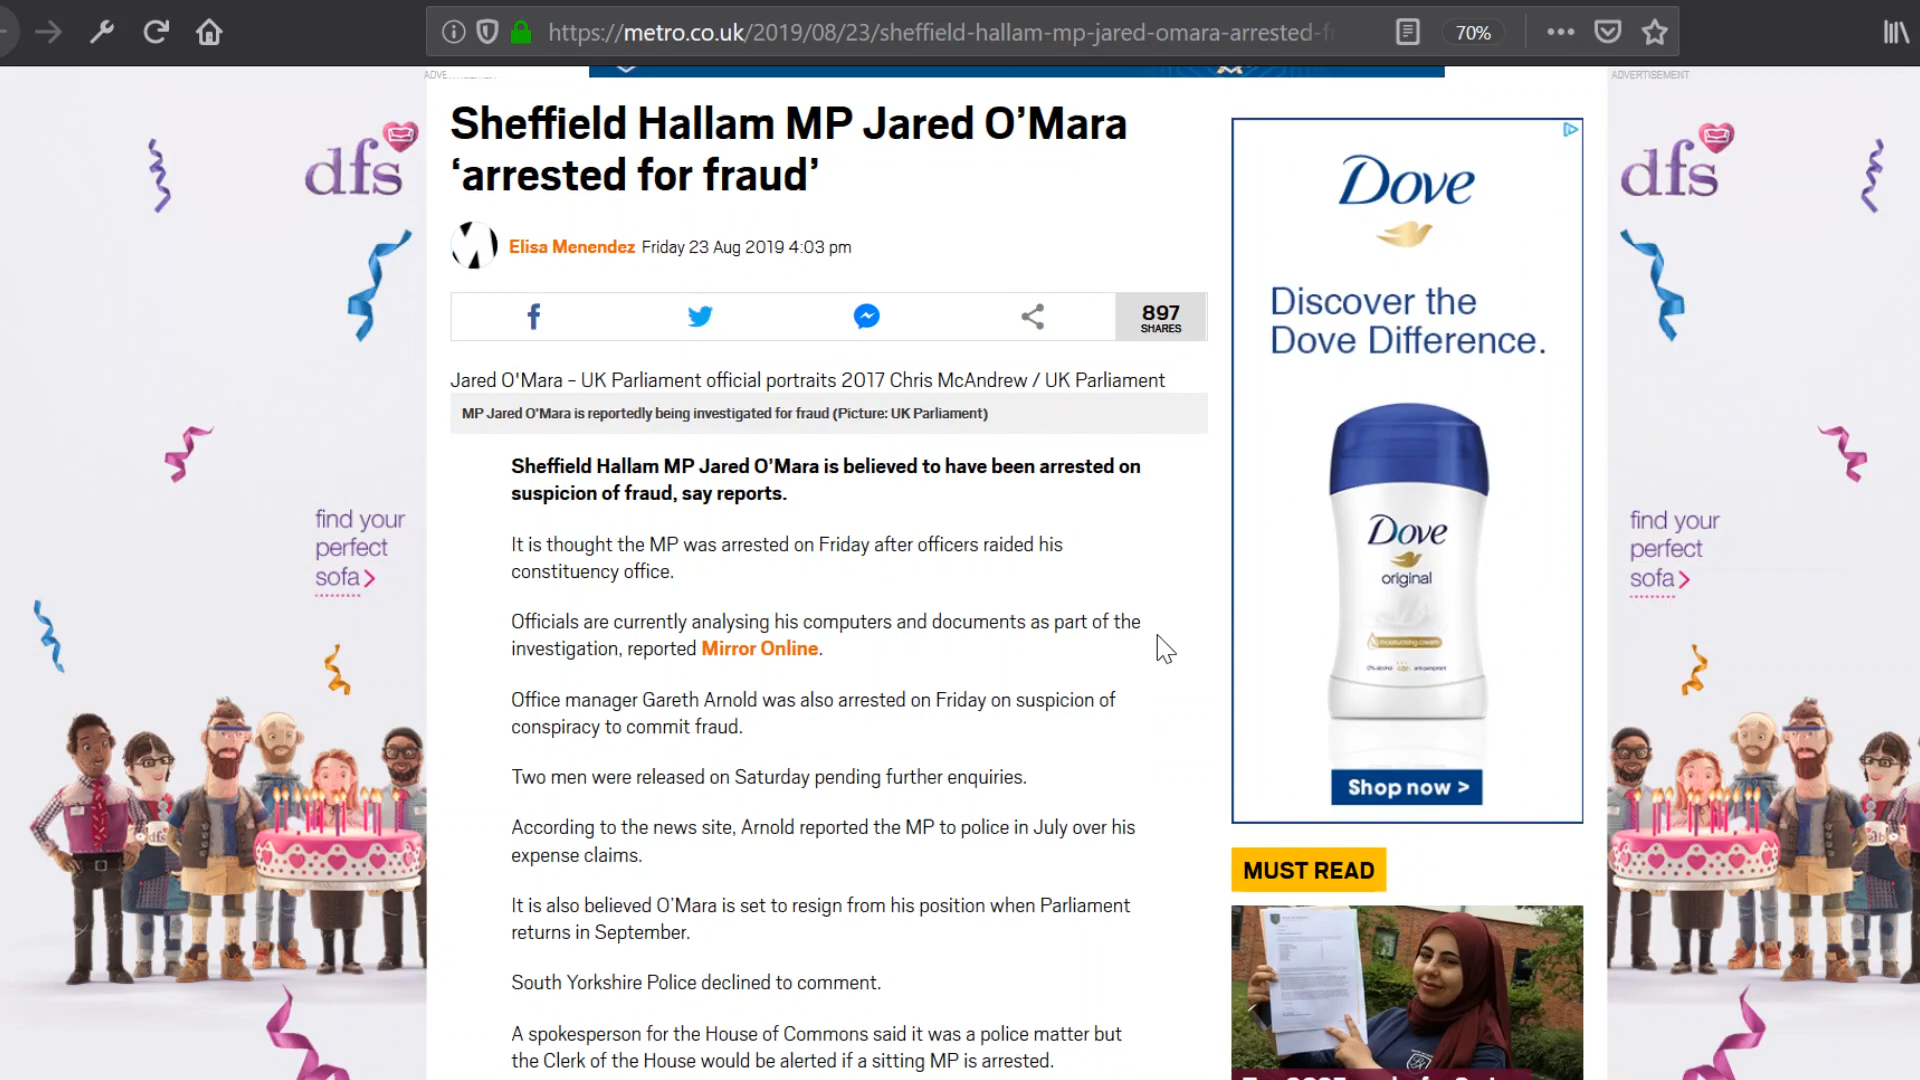 https://metro.co.uk/2019/08/23/sheffield-hallam-mp-jared-omara-arrested-f
70%
ADVERTISEMENT
Sheffield Hallam MP Jared O’Mara
‘arrested for fraud’
Elisa Menendez Friday 23 Aug 2019 4:03 pm
897
SHARES
Jared O'Mara – UK Parliament official portraits 2017 Chris McAndrew / UK Parliament
MP Jared O'Mara is reportedly being investigated for fraud (Picture: UK Parliament)
Sheffield Hallam MP Jared O’Mara is believed to have been arrested on
suspicion of fraud, say reports.
It is thought the MP was arrested on Friday after officers raided his
constituency office.
Officials are currently analysing his computers and documents as part of the
investigation, reported Mirror Online.
Office manager Gareth Arnold was also arrested on Friday on suspicion of
conspiracy to commit fraud.
Two men were released on Saturday pending further enquiries.
According to the news site, Arnold reported the MP to police in July over his
expense claims.
It is also believed O’Mara is set to resign from his position when Parliament
returns in September.
South Yorkshire Police declined to comment.
A spokesperson for the House of Commons said it was a police matter but
the Clerk of the House would be alerted if a sitting MP is arrested.
dfs
find your
perfect
sofa >
Dove
Discover the
Dove Difference.
Dove
original
moisturising cream
Shop now >
MUST READ
dfs
find your
perfect
sofa >
dfs